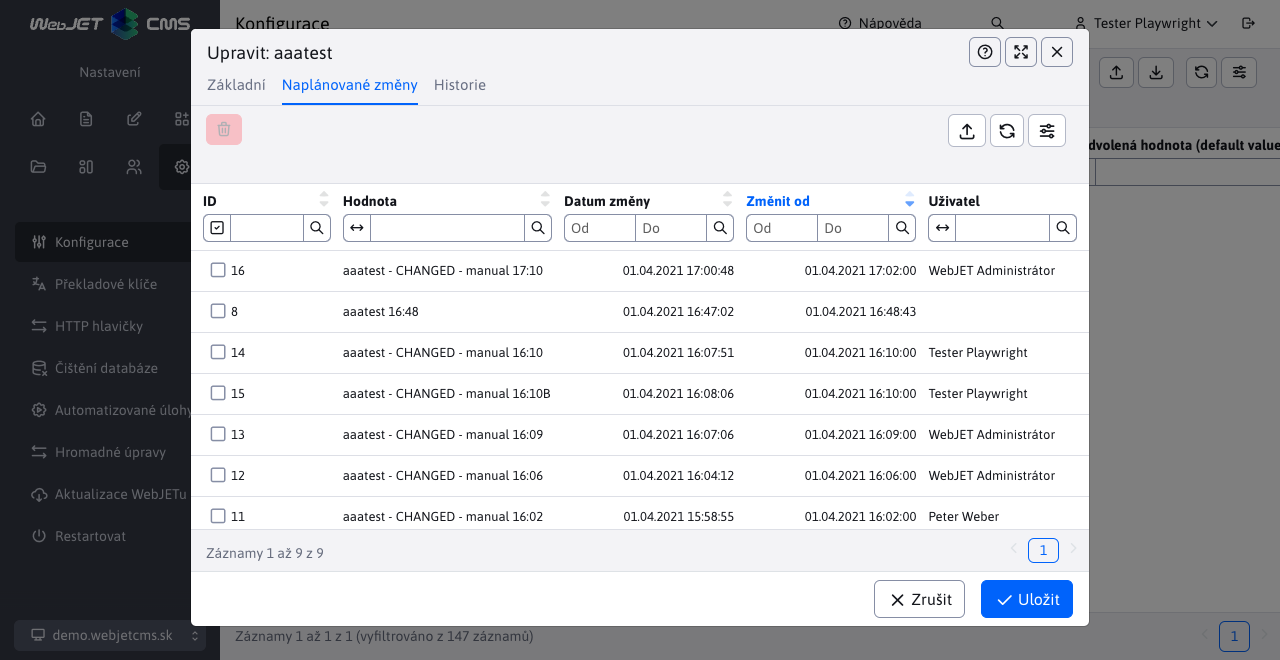 WebJET CMS
Konfigurace
Nápověda
Tester Playwright
Nastavení
Upravit: aaatest
Základní
Naplánované změny
Historie
ID
Hodnota
Datum změny
Změnit od
Uživatel
Od
Do
Od
Do
16 aaatest - CHANGED - manual 17:10 01.04.2021 17:00:48 01.04.2021 17:02:00 WebJET Administrátor
8 aaatest 16:48 01.04.2021 16:47:02 01.04.2021 16:48:43
14 aaatest - CHANGED - manual 16:10 01.04.2021 16:07:51 01.04.2021 16:10:00 Tester Playwright
15 aaatest - CHANGED - manual 16:10B 01.04.2021 16:08:06 01.04.2021 16:10:00 Tester Playwright
13 aaatest - CHANGED - manual 16:09 01.04.2021 16:07:06 01.04.2021 16:09:00 WebJET Administrátor
12 aaatest - CHANGED - manual 16:06 01.04.2021 16:04:12 01.04.2021 16:06:00 WebJET Administrátor
11 aaatest - CHANGED - manual 16:02 01.04.2021 15:58:55 01.04.2021 16:02:00 Peter Weber
Záznamy 1 až 9 z 9
1
Zrušit
Uložit
Konfigurace
Překladové klíče
HTTP hlavičky
Čištění databáze
Automatizované úlohy
Hromadné úpravy
Aktualizace WebJETu
Restartovat
demo.webjetcms.sk
dvolená hodnota (default value
Záznamy 1 až 1 z 1 (vyfiltrováno z 147 záznamů)
1